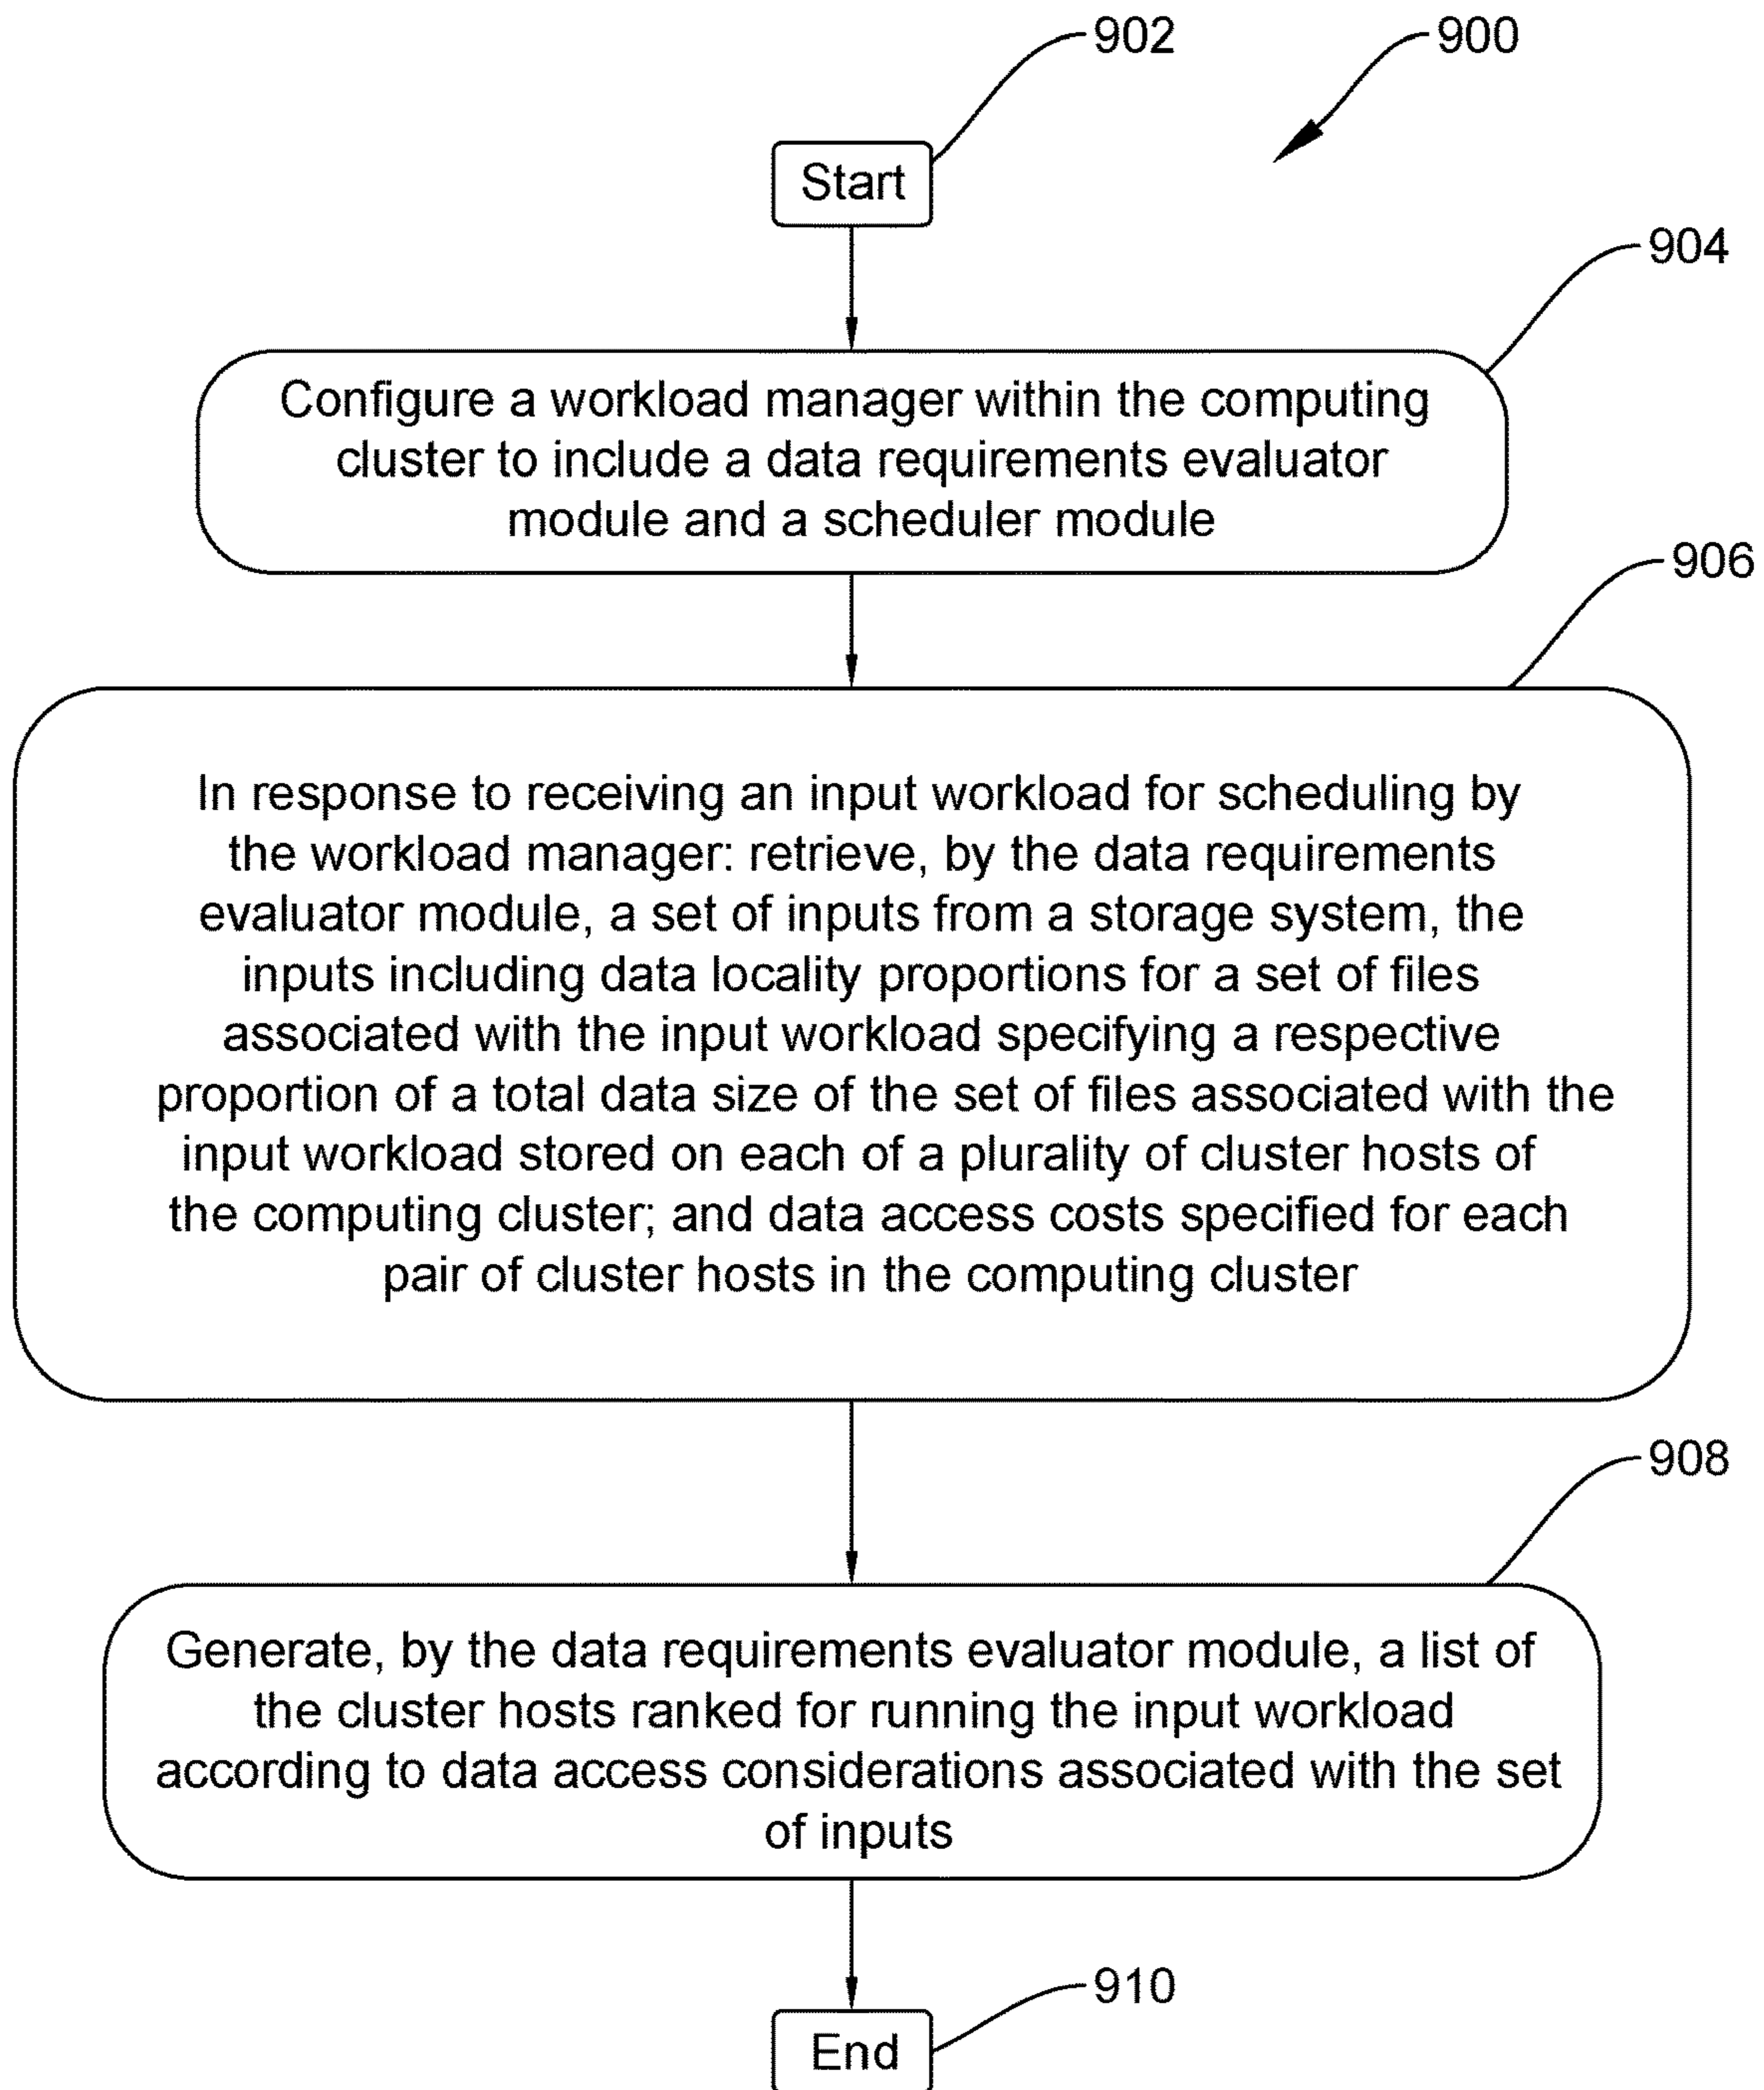 902
900
Start
904
Configure a workload manager within the computing
cluster to include a data requirements evaluator
module and a scheduler module
906
In response to receiving an input workload for scheduling by
the workload manager: retrieve, by the data requirements
evaluator module, a set of inputs from a storage system, the
inputs including data locality proportions for a set of files
associated with the input workload specifying a respective
proportion of a total data size of the set of files associated with the
input workload stored on each of a plurality of cluster hosts of
the computing cluster; and data access costs specified for each
pair of cluster hosts in the computing cluster
908
Generate, by the data requirements evaluator module, a list of
the cluster hosts ranked for running the input workload
according to data access considerations associated with the set
of inputs
910
End